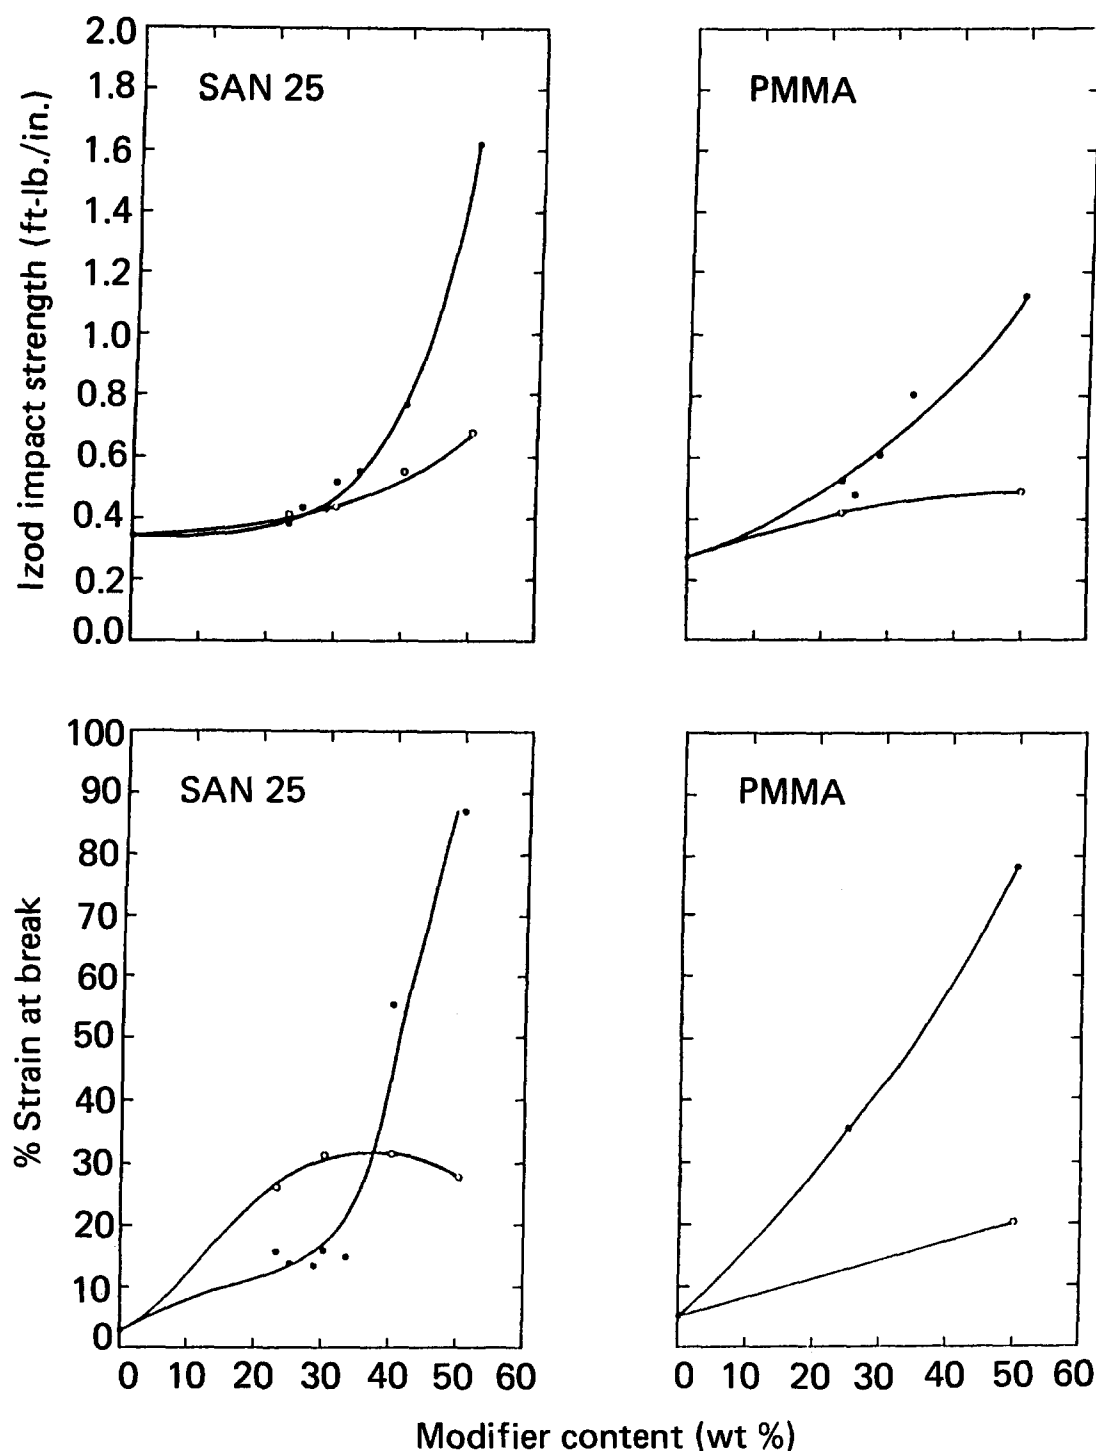 Izod impact strength (ft-lb./in.)
2.0
1.8
1.6
1.4
1.2
1.0
0.8
0.6
0.4
0.2
0.0
SAN 25
PMMA
% Strain at break
100
90
80
70
60
50
40
30
20
10
0
SAN 25
PMMA
0 10 20 30 40 50 60
0 10 20 30 40 50 60
Modifier content (wt %)